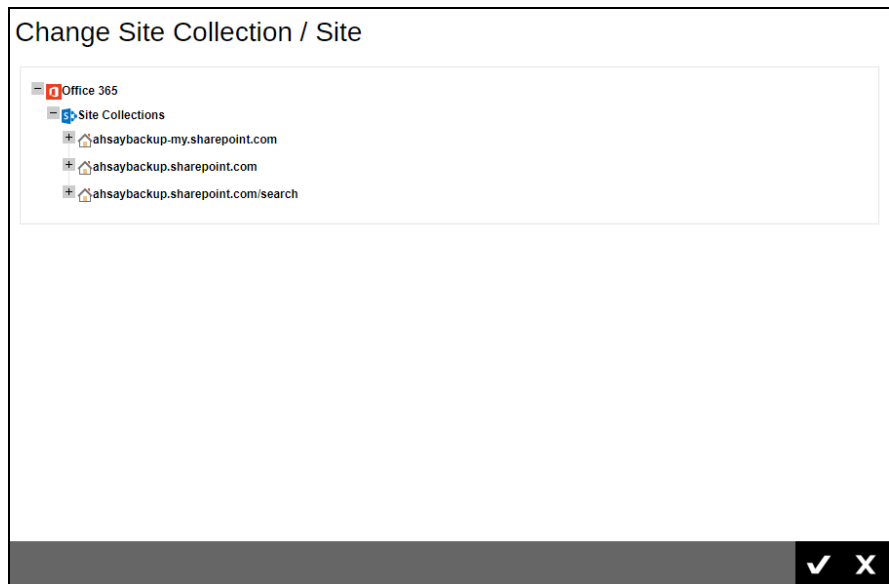 Change Site Collection / Site
Office 365
Site Collections
ahsaybackup-my.sharepoint.com
ahsaybackup.sharepoint.com
ahsaybackup.sharepoint.com/search